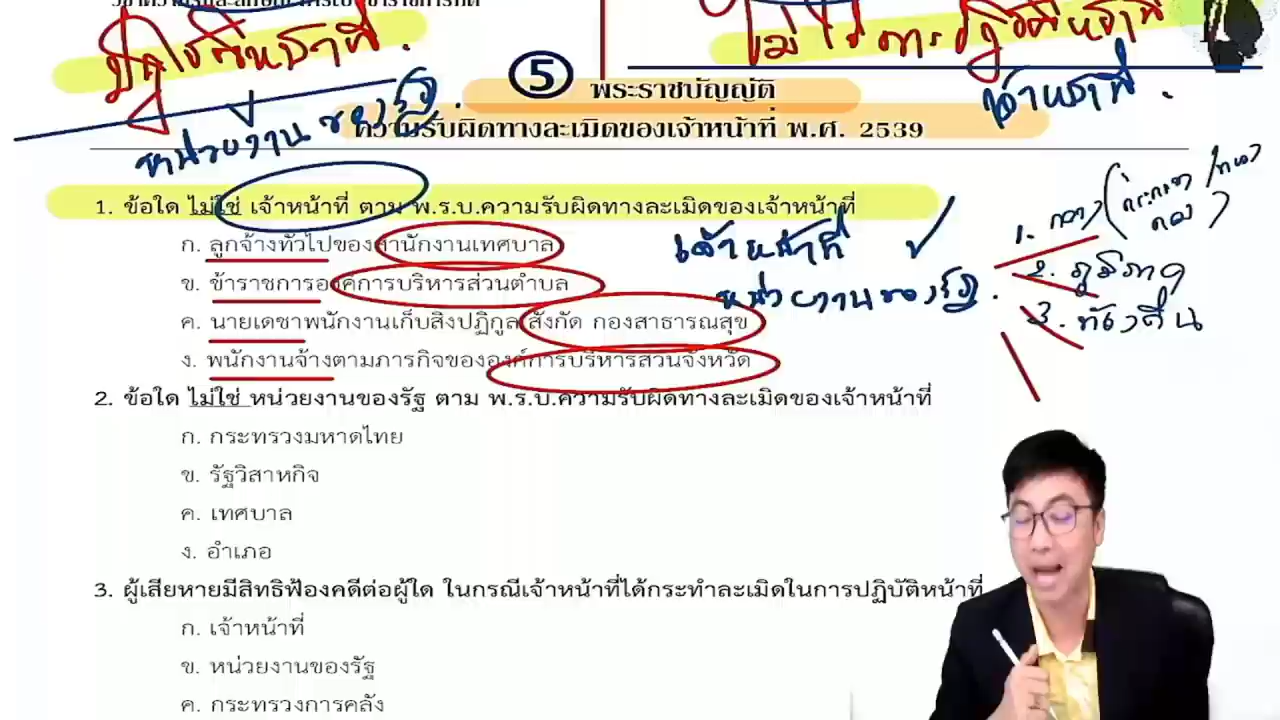 ปฏิบัติหน้าที่.
ไม่ใช่การปฏิบัติหน้าที่
หน่วยงานของรัฐ.
เจ้าหน้าที่.
5 พระราชบัญญัติ
ความรับผิดทางละเมิดของเจ้าหน้าที่ พ.ศ. 2539
1. ข้อใด ไม่ใช่ เจ้าหน้าที่ ตาม พ.ร.บ.ความรับผิดทางละเมิดของเจ้าหน้าที่
ก. ลูกจ้างทั่วไปของสำนักงานเทศบาล
ข. ข้าราชการองค์การบริหารส่วนตำบล
ค. นายเดชาพนักงานเก็บสิ่งปฏิกูล สังกัด กองสาธารณสุข
ง. พนักงานจ้างตามภารกิจขององค์การบริหารส่วนจังหวัด
เจ้าหน้าที่
หน่วยงานของรัฐ.
1. กลาง
2. ภูมิภาค
3. ท้องถิ่น
2. ข้อใด ไม่ใช่ หน่วยงานของรัฐ ตาม พ.ร.บ.ความรับผิดทางละเมิดของเจ้าหน้าที่
ก. กระทรวงมหาดไทย
ข. รัฐวิสาหกิจ
ค. เทศบาล
ง. อำเภอ
3. ผู้เสียหายมีสิทธิฟ้องคดีต่อผู้ใด ในกรณีเจ้าหน้าที่ได้กระทำละเมิดในการปฏิบัติหน้าที่
ก. เจ้าหน้าที่
ข. หน่วยงานของรัฐ
ค. กระทรวงการคลัง